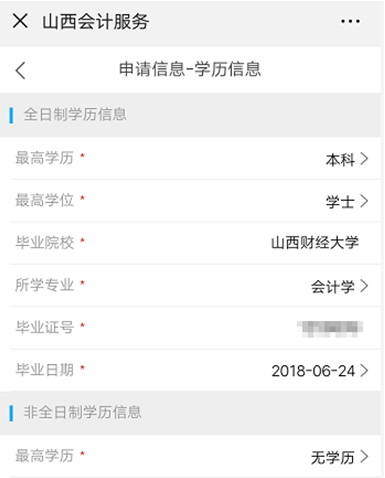 山西会计服务
申请信息-学历信息
全日制学历信息
最高学历 * 本科
最高学位 * 学士
毕业院校 * 山西财经大学
所学专业 * 会计学
毕业证号 *
毕业日期 * 2018-06-24
非全日制学历信息
最高学历 * 无学历